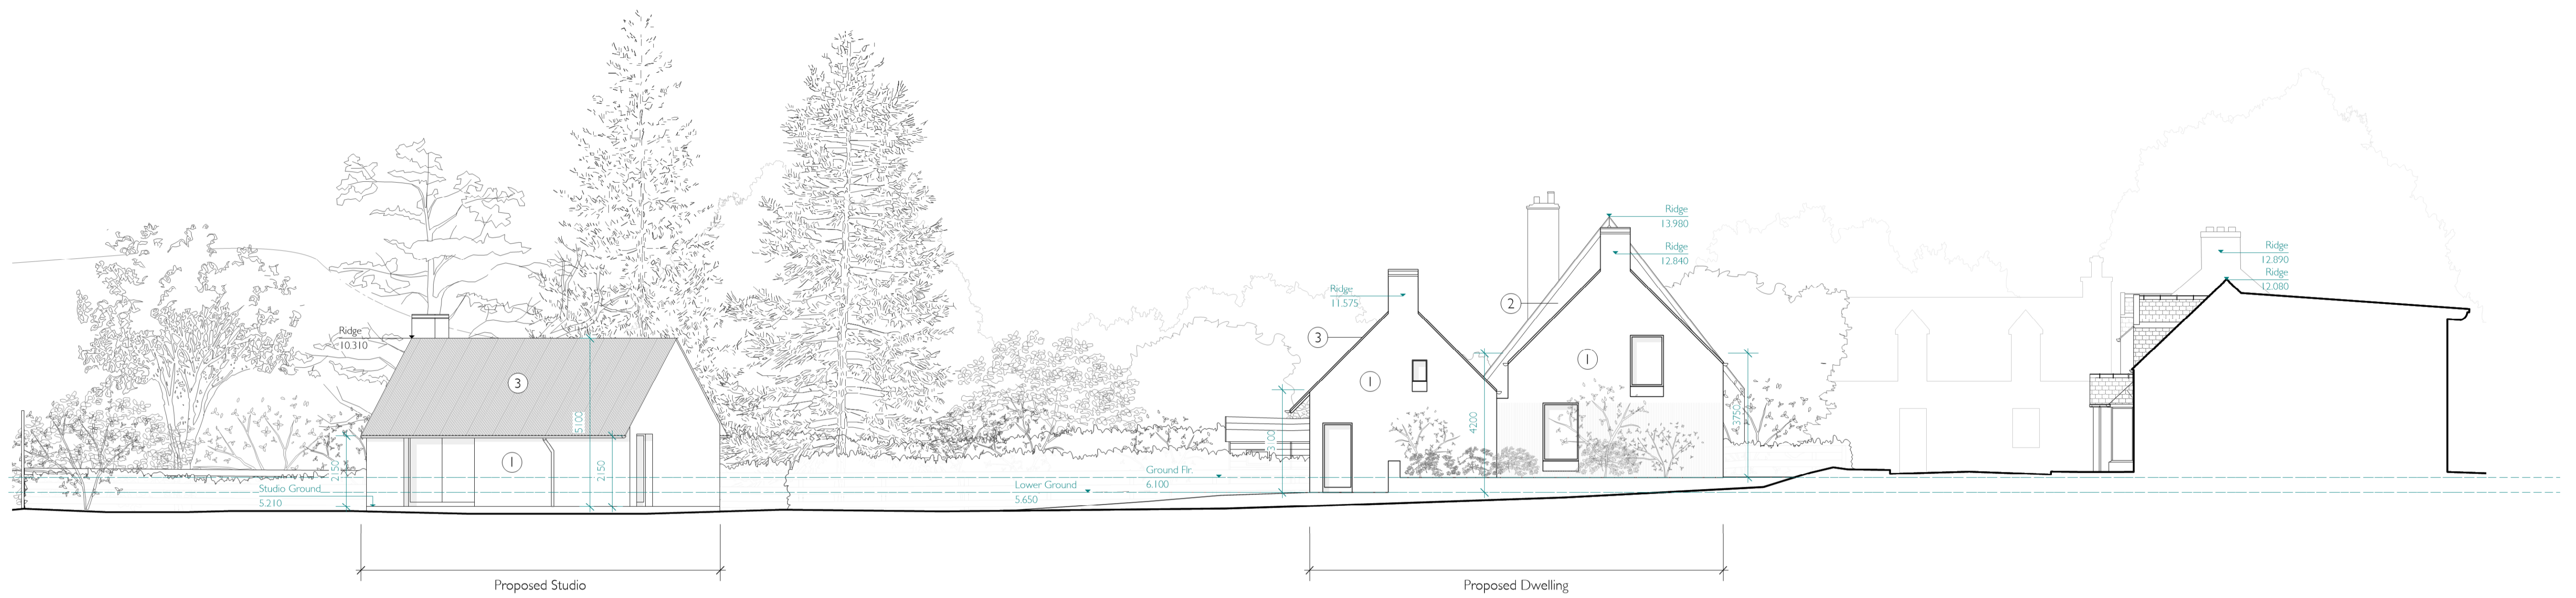 Ridge
10.310
3
1
5100
2150
2150
Studio Ground
5.210
Proposed Studio
Lower Ground
5.650
Ground Flr.
6.100
3100
Ridge
11.575
3
1
4200
2
1
Ridge
13.980
Ridge
12.840
3750
Proposed Dwelling
Ridge
12.890
Ridge
12.080